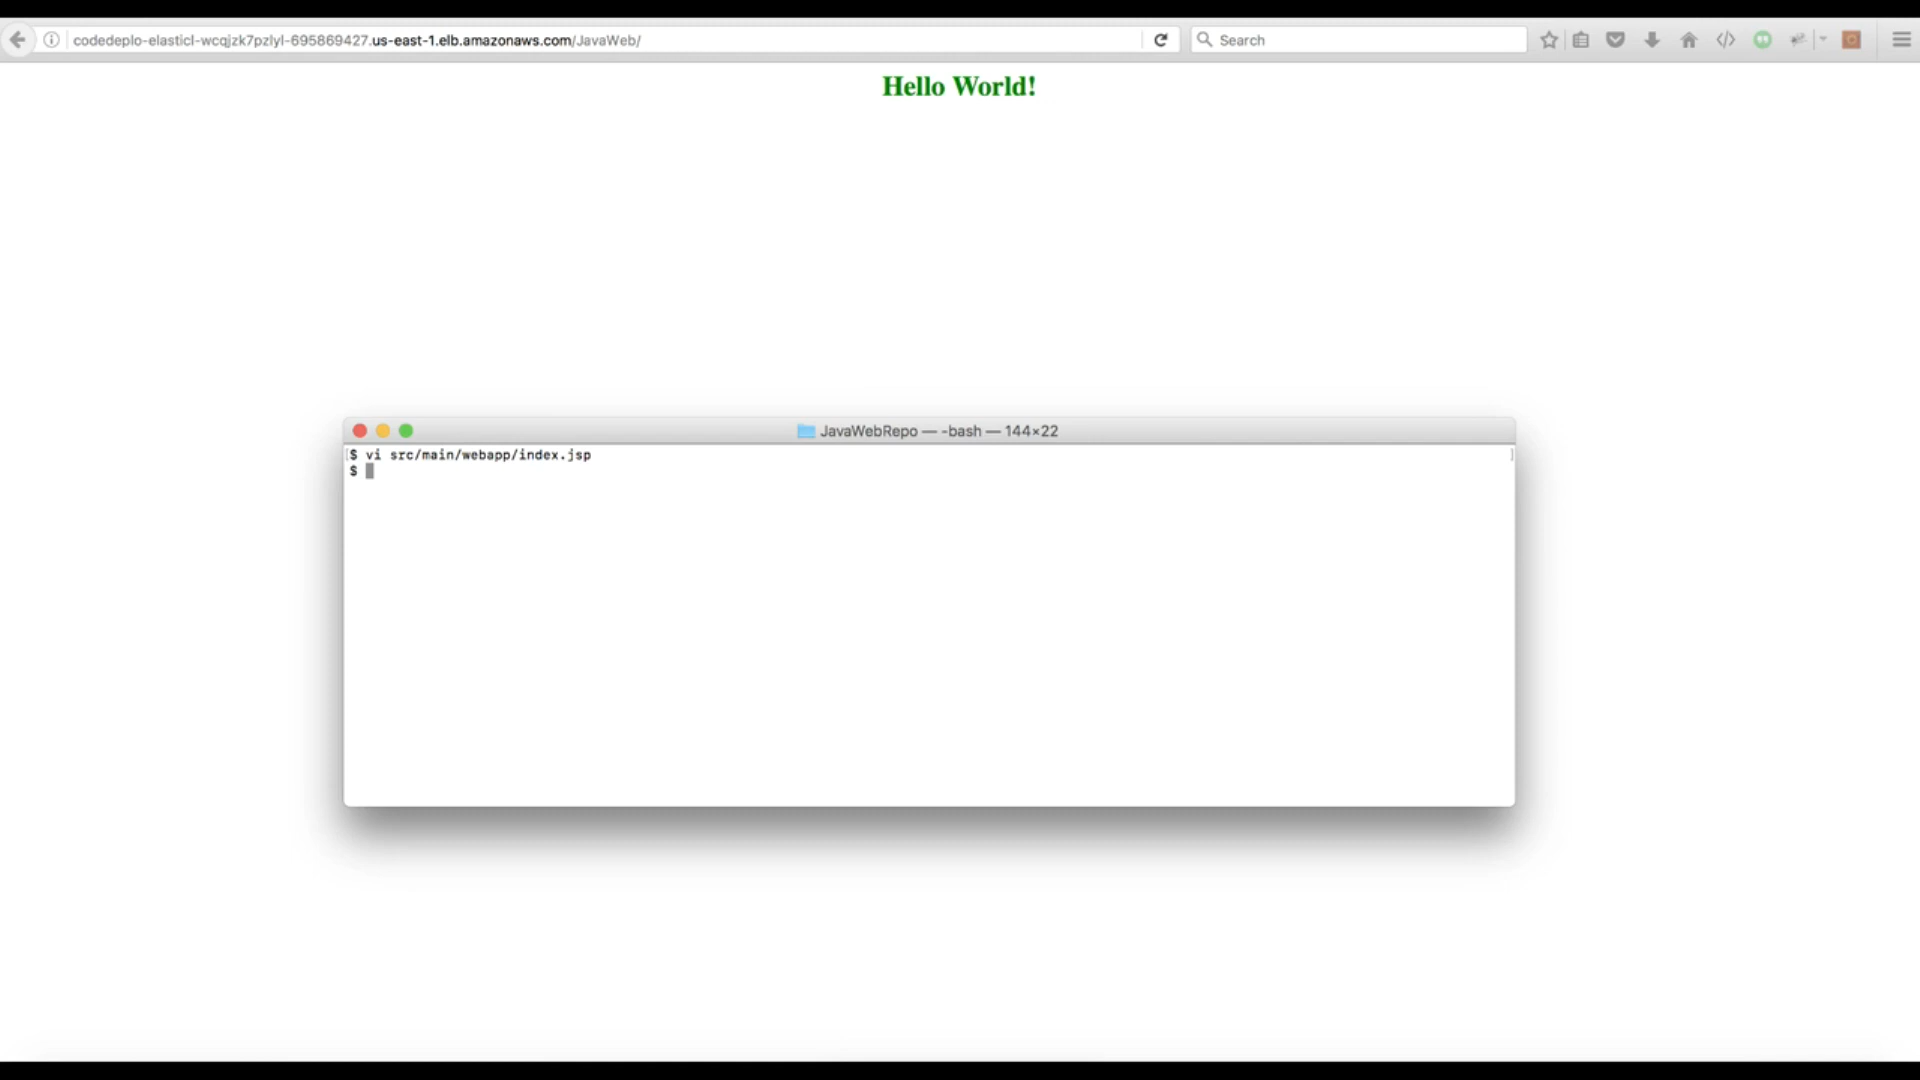 codedeplo-elasticl-wcqjzk7pzlyl-695869427.us-east-1.elb.amazonaws.com/JavaWeb/
Search
Hello World!
JavaWebRepo — -bash — 144×22
$ vi src/main/webapp/index.jsp
$